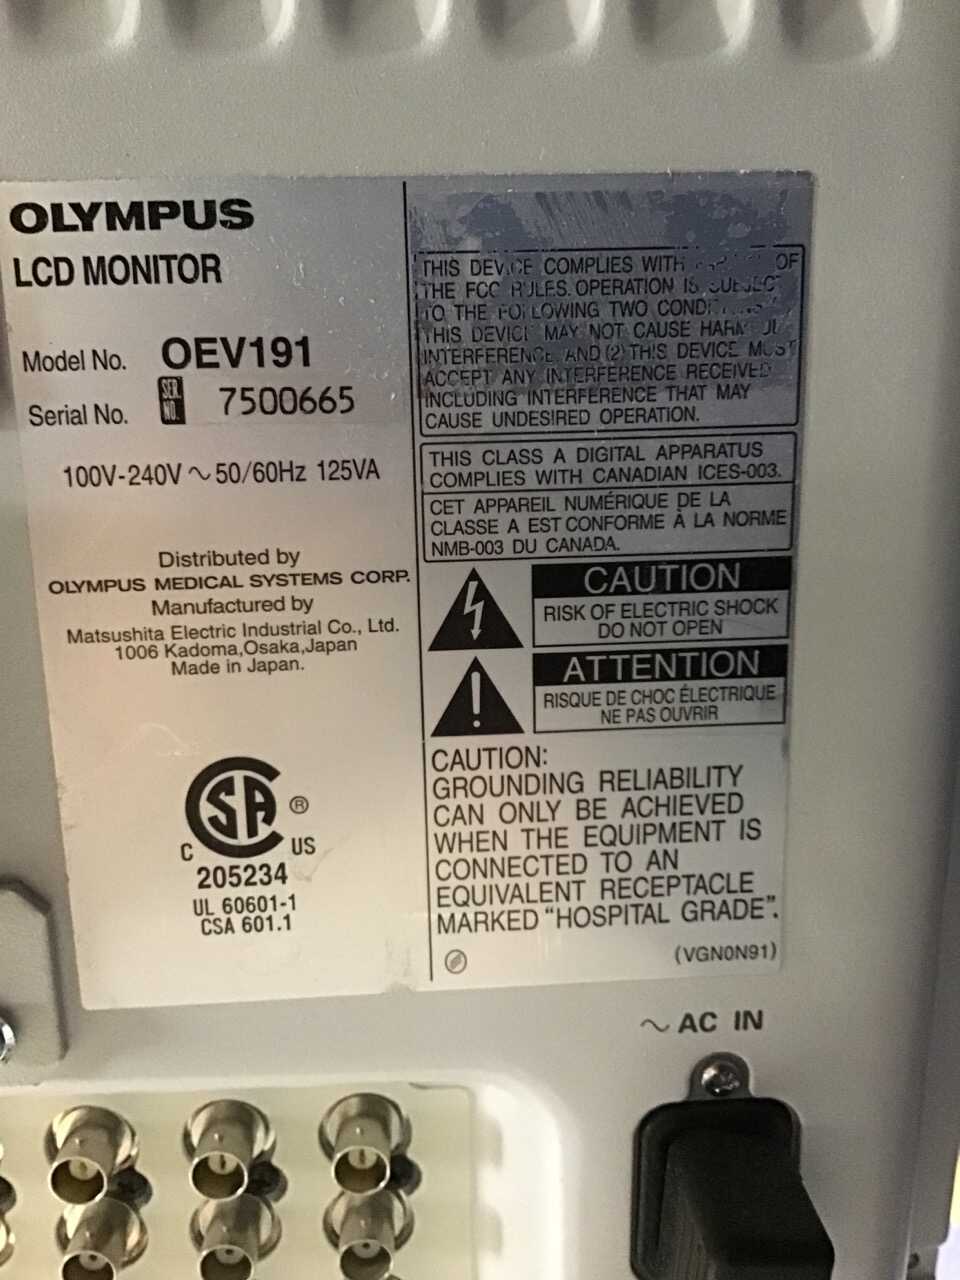 OLYMPUS
LCD MONITOR
Model No. OEV191
Serial No. SER. NO. 7500665
100V-240V ~ 50/60Hz 125VA
Distributed by
OLYMPUS MEDICAL SYSTEMS CORP.
Manufactured by
Matsushita Electric Industrial Co., Ltd.
1006 Kadoma,Osaka,Japan
Made in Japan.
CSA ®
C US
205234
UL 60601-1
CSA 601.1
THIS DEVICE COMPLIES WITH OF
THE FCC RULES. OPERATION IS SUBJECT
TO THE FOLLOWING TWO CONDITIONS
THIS DEVICE MAY NOT CAUSE HARMFUL
INTERFERENCE, AND (2) THIS DEVICE MUST
ACCEPT ANY INTERFERENCE RECEIVED
INCLUDING INTERFERENCE THAT MAY
CAUSE UNDESIRED OPERATION.
THIS CLASS A DIGITAL APPARATUS
COMPLIES WITH CANADIAN ICES-003.
CET APPAREIL NUMÉRIQUE DE LA
CLASSE A EST CONFORME À LA NORME
NMB-003 DU CANADA.
CAUTION
RISK OF ELECTRIC SHOCK
DO NOT OPEN
ATTENTION
RISQUE DE CHOC ÉLECTRIQUE
NE PAS OUVRIR
CAUTION:
GROUNDING RELIABILITY
CAN ONLY BE ACHIEVED
WHEN THE EQUIPMENT IS
CONNECTED TO AN
EQUIVALENT RECEPTACLE
MARKED "HOSPITAL GRADE".
(VGN0N91)
~ AC IN